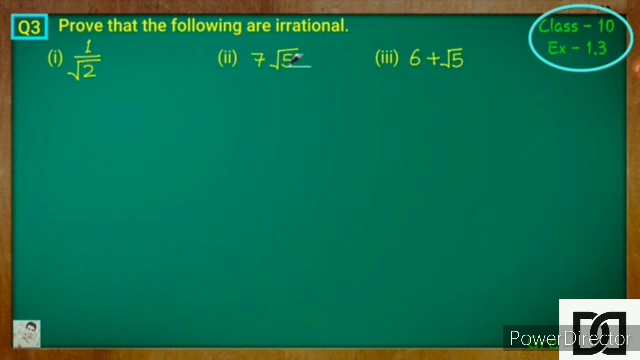 Q3 Prove that the following are irrational.
(i) 1/√2 (ii) 7√5 (iii) 6+√5
Class - 10
Ex - 1.3
PowerDirector